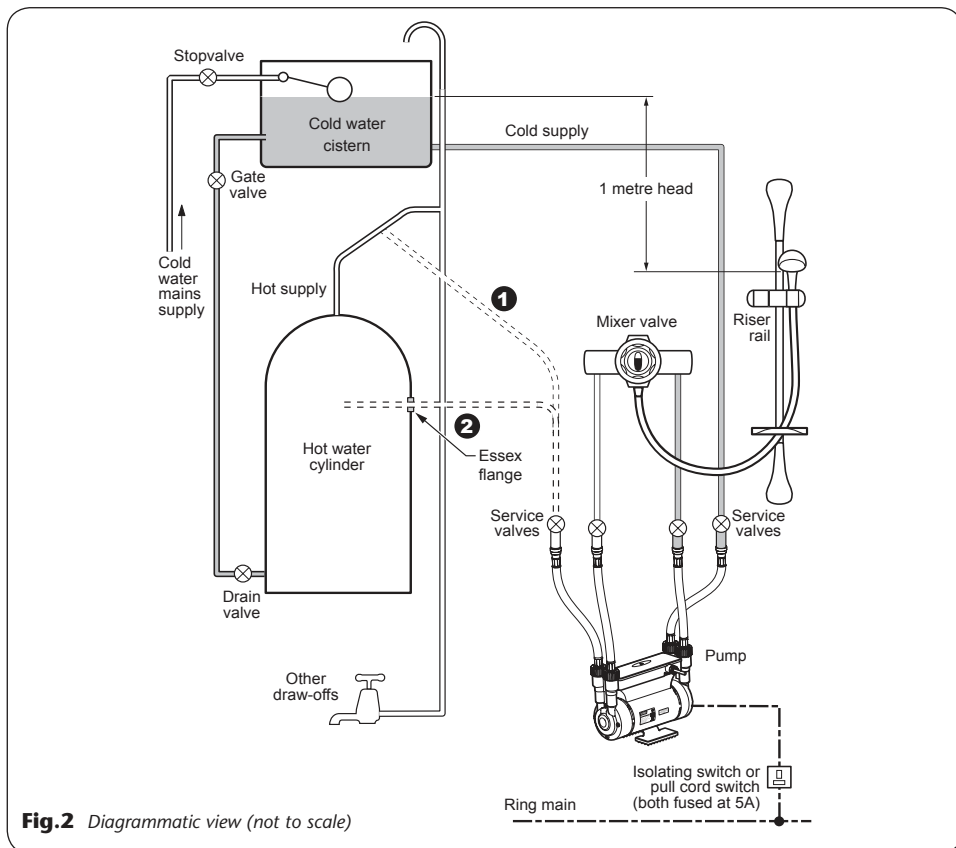 Stopvalve
Cold water
cistern
Cold supply
1 metre head
Gate
valve
Cold
water
mains
supply
Hot supply
1
Mixer valve
Riser
rail
2
Essex
flange
Hot water
cylinder
Service
valves
Service
valves
Drain
valve
Pump
Other
draw-offs
Isolating switch or
pull cord switch
(both fused at 5A)
Ring main
Fig.2 Diagrammatic view (not to scale)